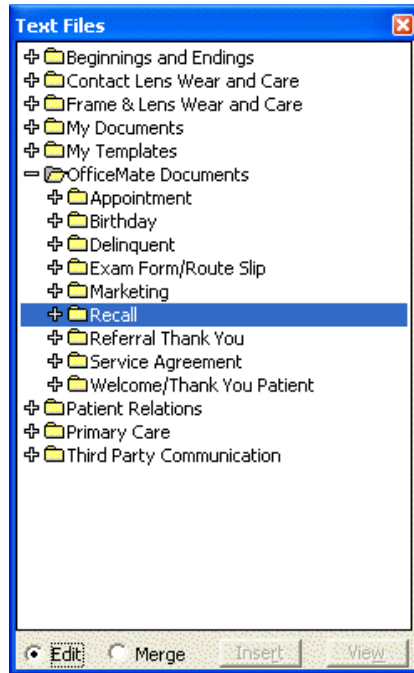 Text Files
Beginnings and Endings
Contact Lens Wear and Care
Frame & Lens Wear and Care
My Documents
My Templates
OfficeMate Documents
Appointment
Birthday
Delinquent
Exam Form/Route Slip
Marketing
Recall
Referral Thank You
Service Agreement
Welcome/Thank You Patient
Patient Relations
Primary Care
Third Party Communication
Edit Merge Insert View